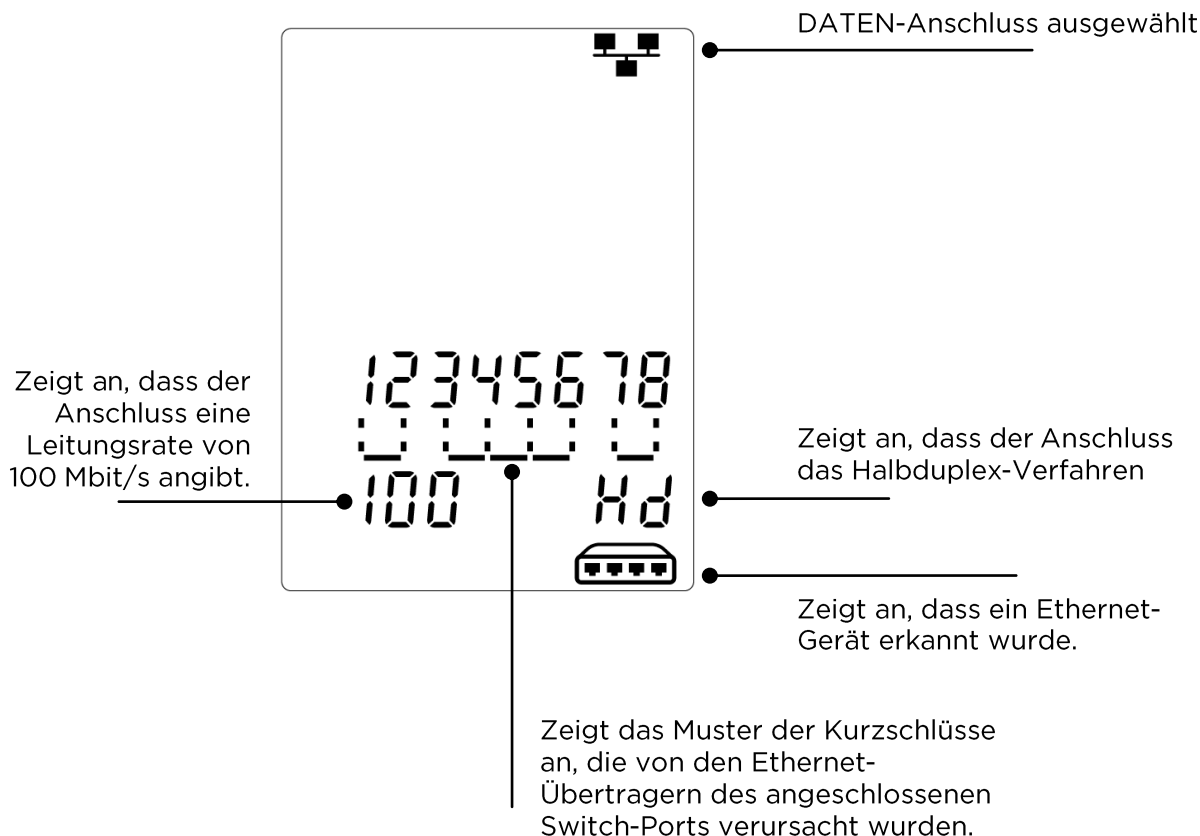 DATEN-Anschluss ausgewählt
12345678
Zeigt an, dass der
Anschluss eine
Leitungsrate von
100 Mbit/s angibt.
100 Hd
Zeigt an, dass der Anschluss
das Halbduplex-Verfahren
Zeigt an, dass ein Ethernet-
Gerät erkannt wurde.
Zeigt das Muster der Kurzschlüsse
an, die von den Ethernet-
Übertragern des angeschlossenen
Switch-Ports verursacht wurden.